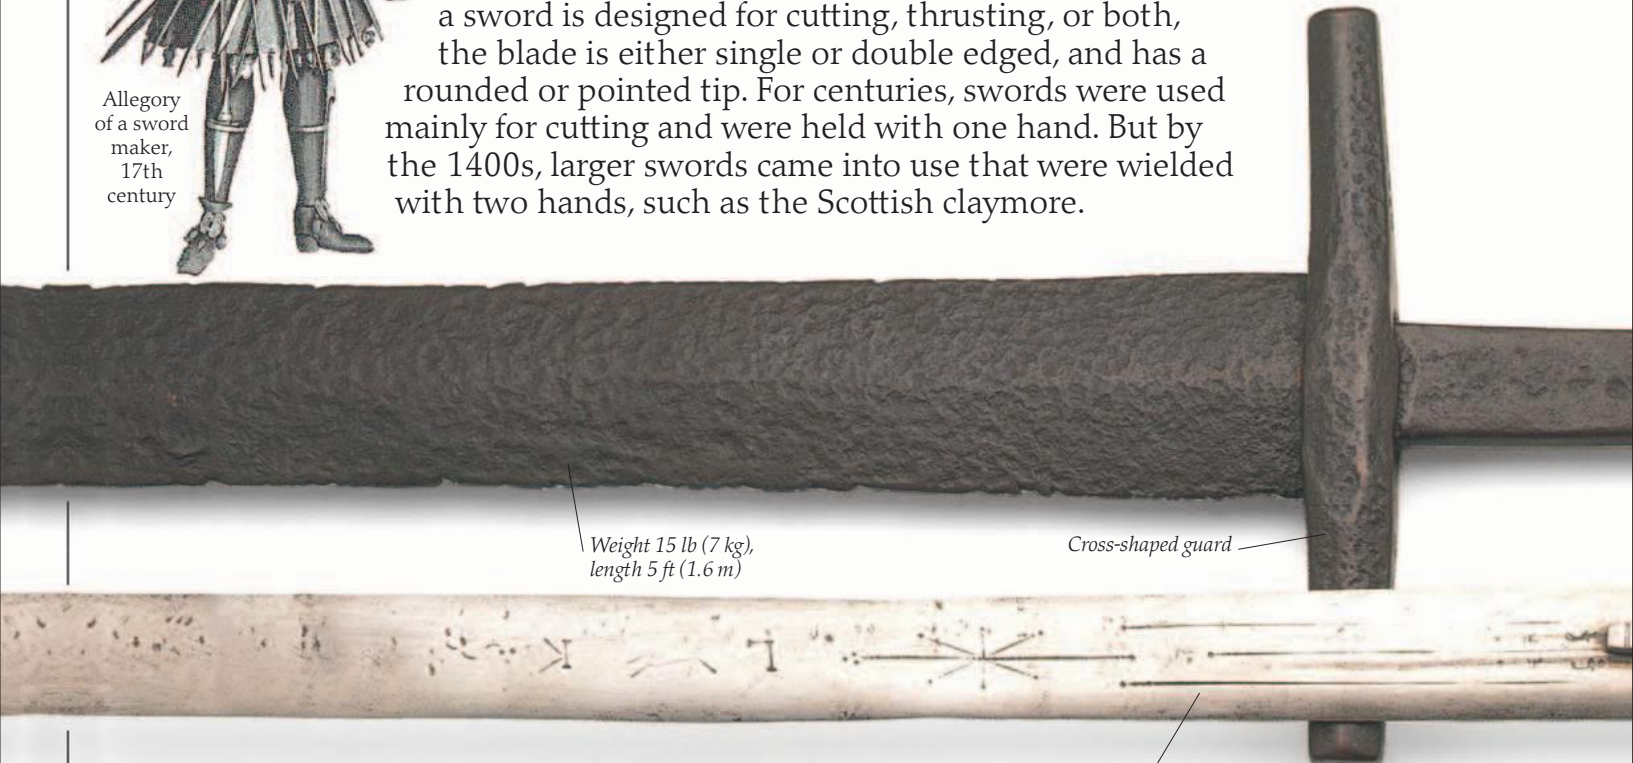 a sword is designed for cutting, thrusting, or both,
the blade is either single or double edged, and has a
rounded or pointed tip. For centuries, swords were used
mainly for cutting and were held with one hand. But by
the 1400s, larger swords came into use that were wielded
with two hands, such as the Scottish claymore.
Allegory
of a sword
maker,
17th
century
Weight 15 lb (7 kg),
length 5 ft (1.6 m)
Cross-shaped guard